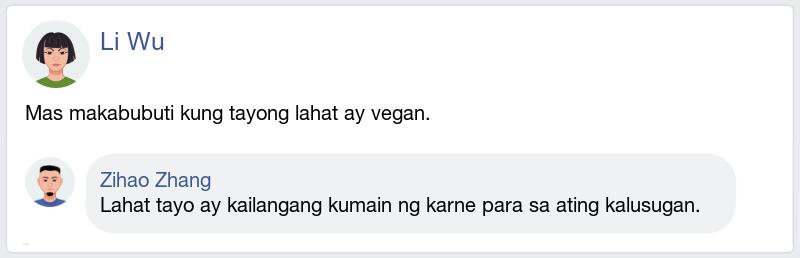 Li Wu
Mas makabubuti kung tayong lahat ay vegan.
Zihao Zhang
Lahat tayo ay kailangang kumain ng karne para sa ating kalusugan.